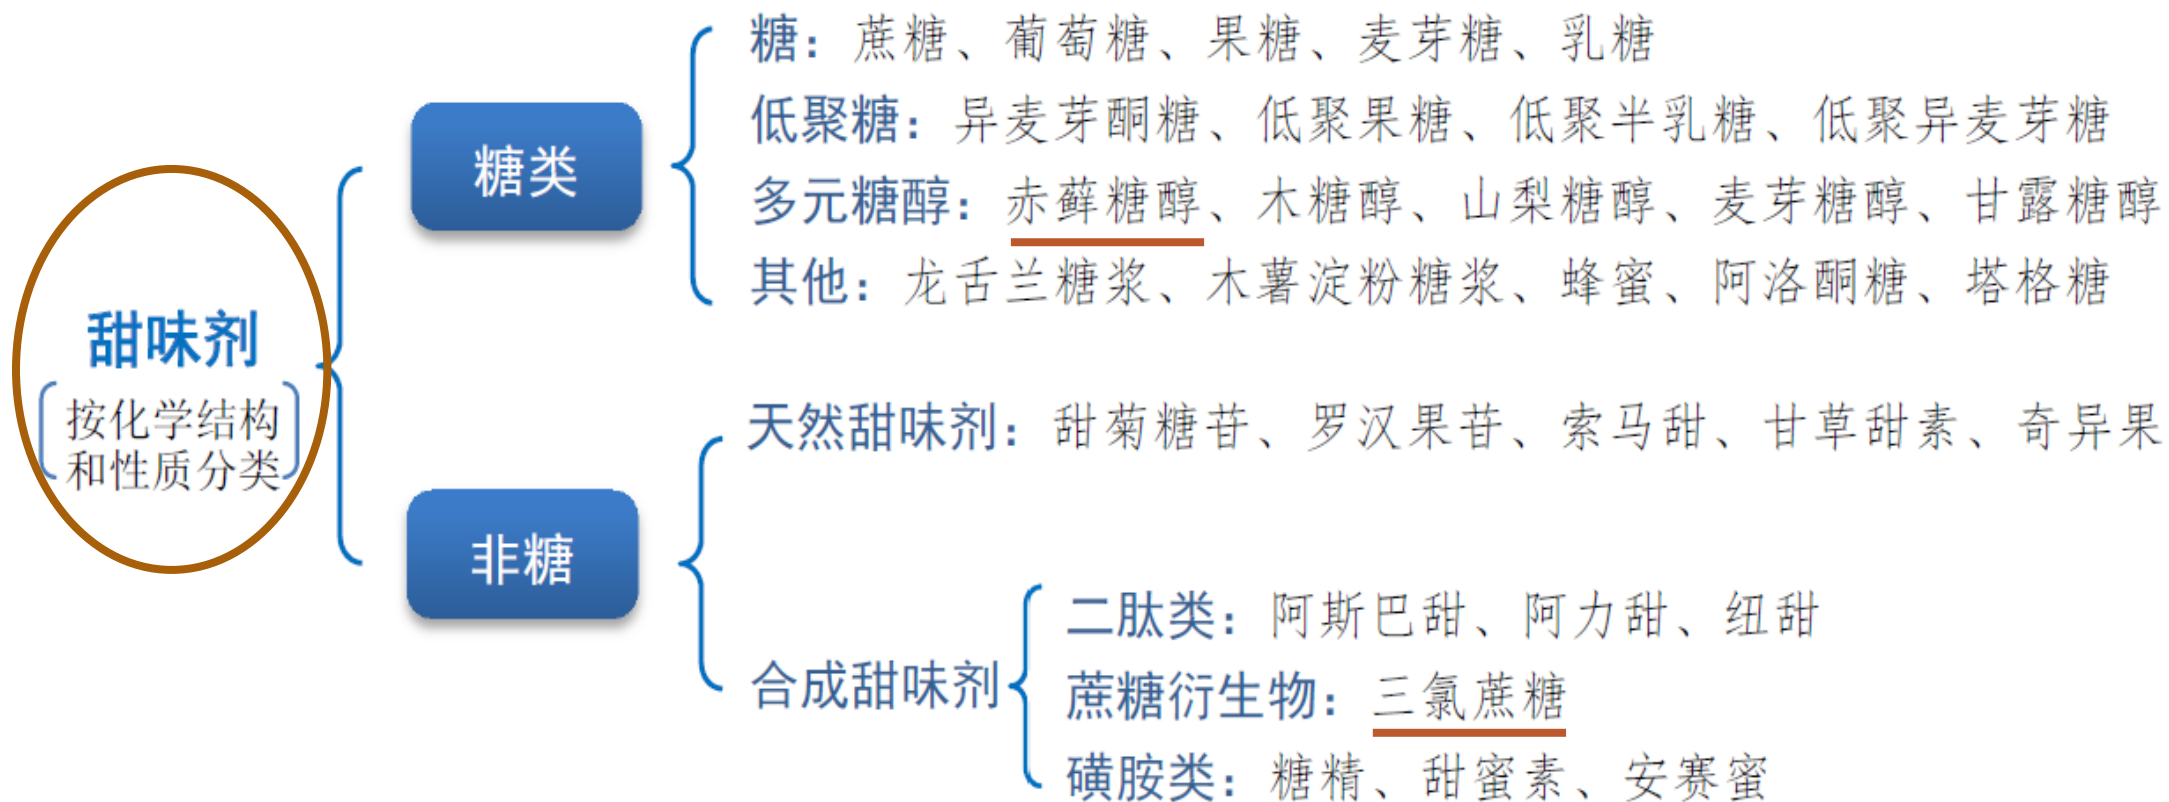 甜味剂
按化学结构
和性质分类
糖类
糖：蔗糖、葡萄糖、果糖、麦芽糖、乳糖
低聚糖：异麦芽酮糖、低聚果糖、低聚半乳糖、低聚异麦芽糖
多元糖醇：赤藓糖醇、木糖醇、山梨糖醇、麦芽糖醇、甘露糖醇
其他：龙舌兰糖浆、木薯淀粉糖浆、蜂蜜、阿洛酮糖、塔格糖
非糖
天然甜味剂：甜菊糖苷、罗汉果苷、索马甜、甘草甜素、奇异果
合成甜味剂
二肽类：阿斯巴甜、阿力甜、纽甜
蔗糖衍生物：三氯蔗糖
磺胺类：糖精、甜蜜素、安赛蜜